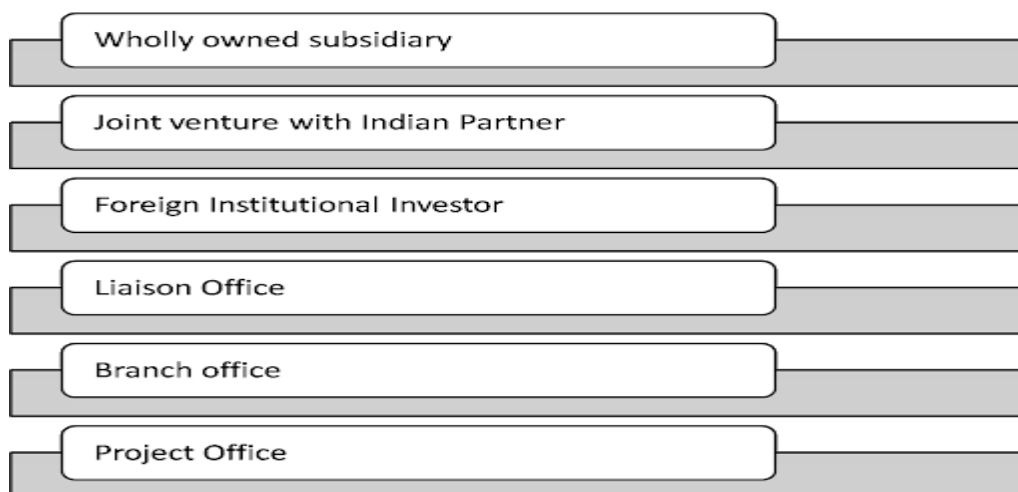 Wholly owned subsidiary
Joint venture with Indian Partner
Foreign Institutional Investor
Liaison Office
Branch office
Project Office